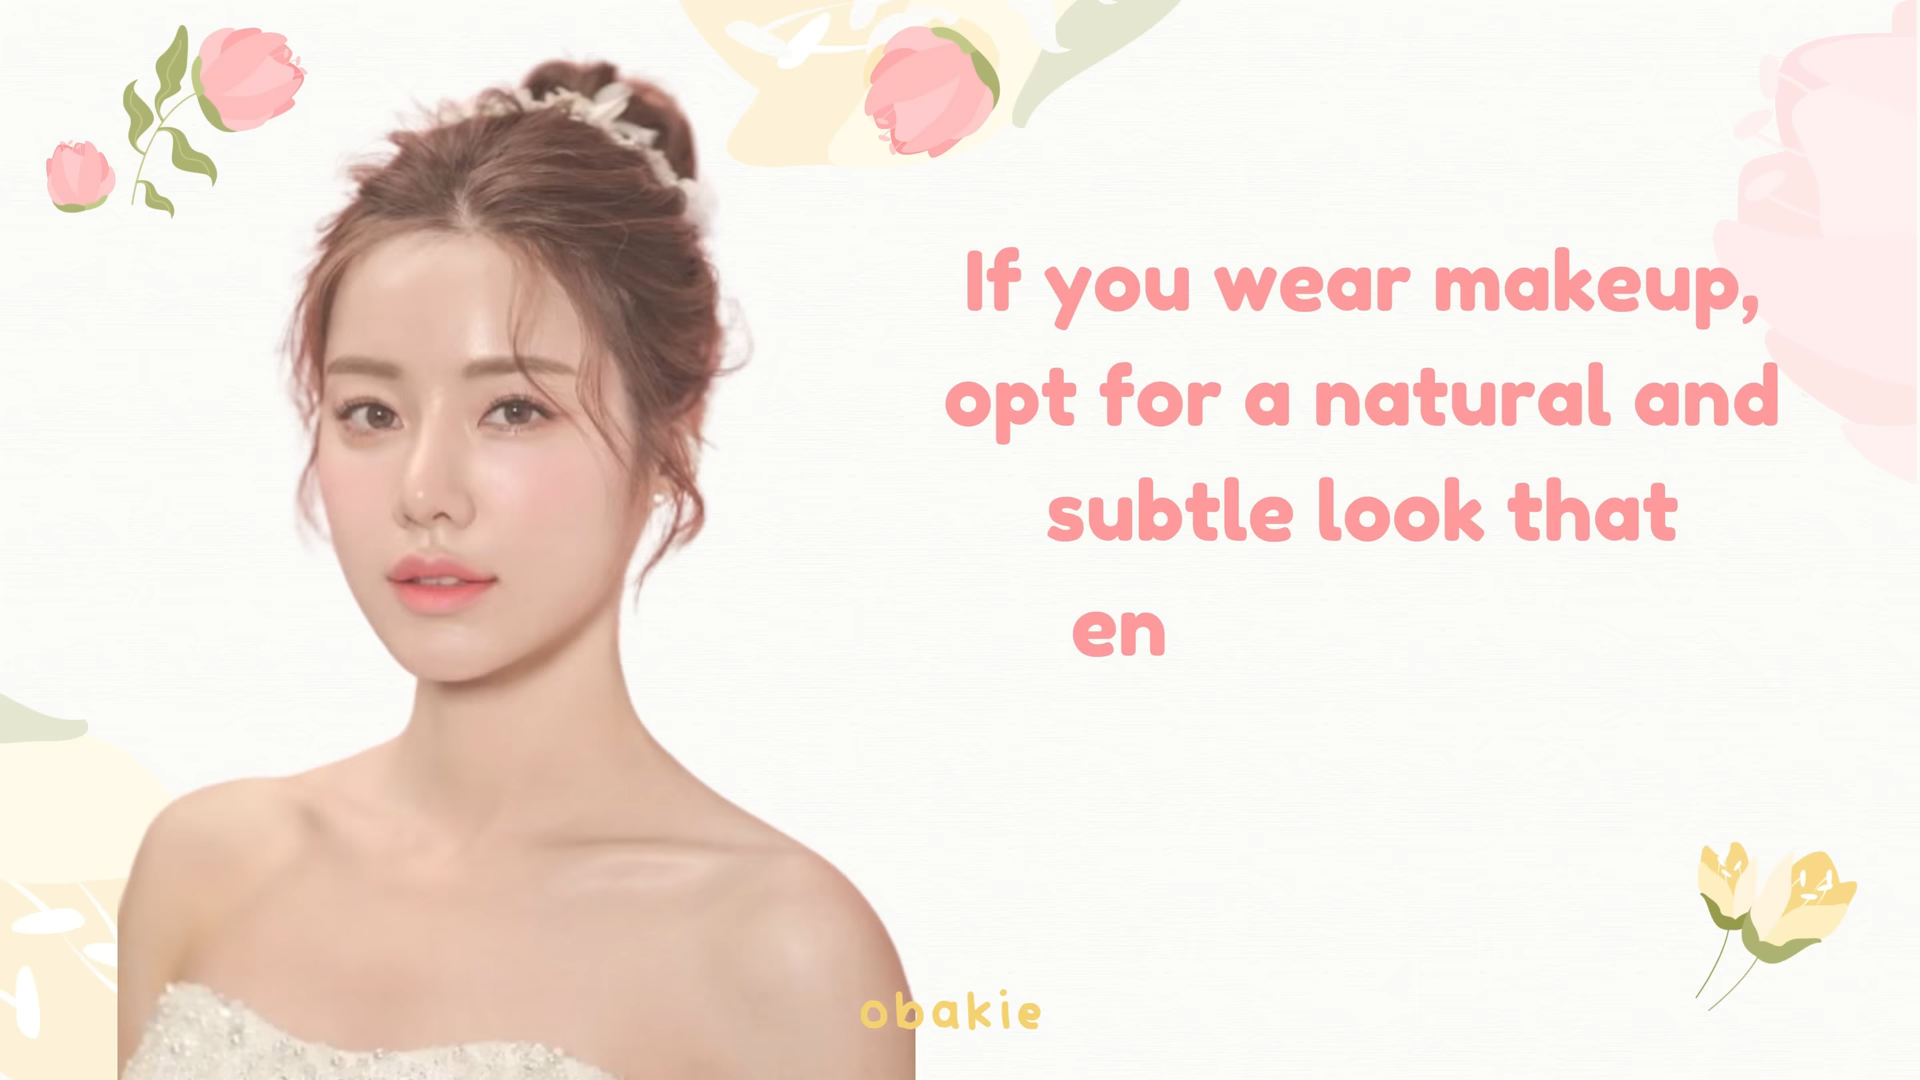 If you wear makeup,
opt for a natural and
subtle look that
en
obakie